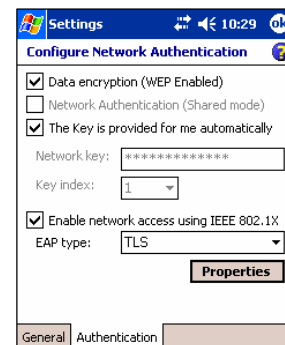 Settings 10:29 ok
Configure Network Authentication ?
Data encryption (WEP Enabled)
Network Authentication (Shared mode)
The Key is provided for me automatically
Network key: *************
Key index: 1
Enable network access using IEEE 802.1X
EAP type: TLS
Properties
General Authentication